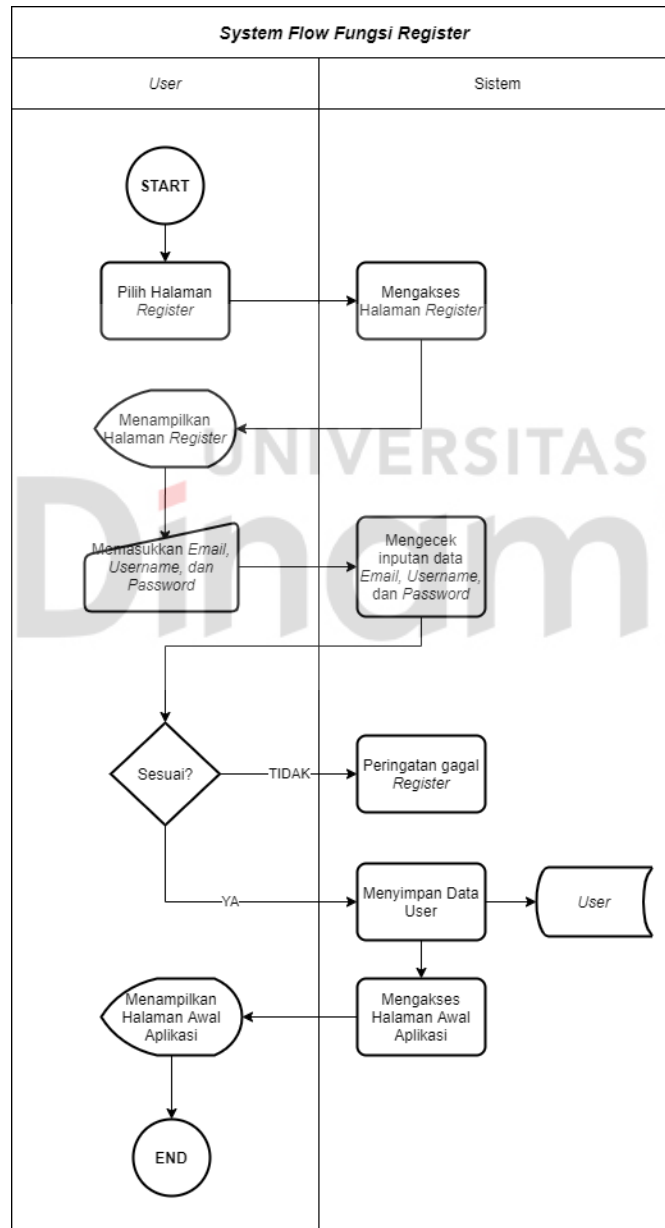 System Flow Fungsi Register
User
Sistem
START
Pilih Halaman
Register
Mengakses
Halaman Register
Menampilkan
Halaman Register
UNIVERSITAS
Dinam
Memasukkan Email,
Username, dan
Password
Mengecek
inputan data
Email, Username,
dan Password
Sesuai?
TIDAK
Peringatan gagal
Register
YA
Menyimpan Data
User
User
Menampilkan
Halaman Awal
Aplikasi
Mengakses
Halaman Awal
Aplikasi
END